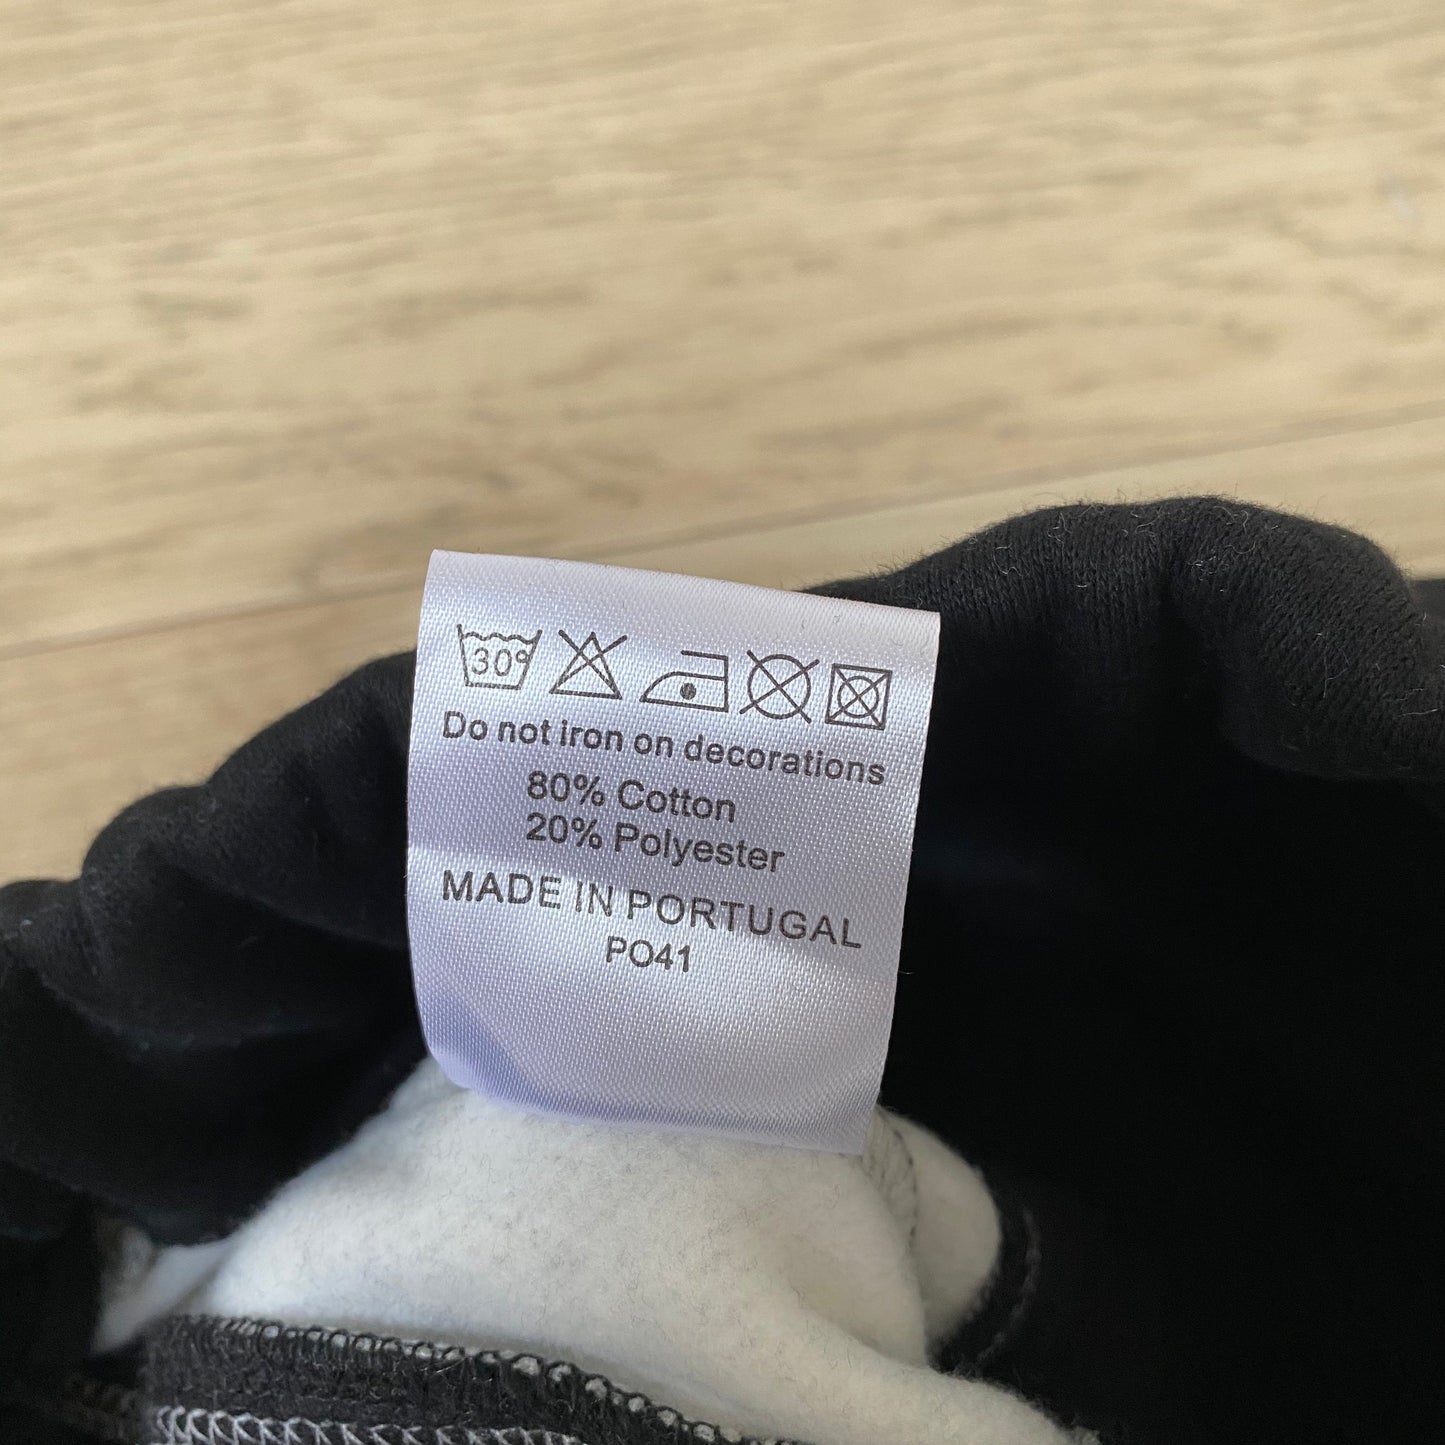 30°
Do not iron on decorations
80% Cotton
20% Polyester
MADE IN PORTUGAL
PO41